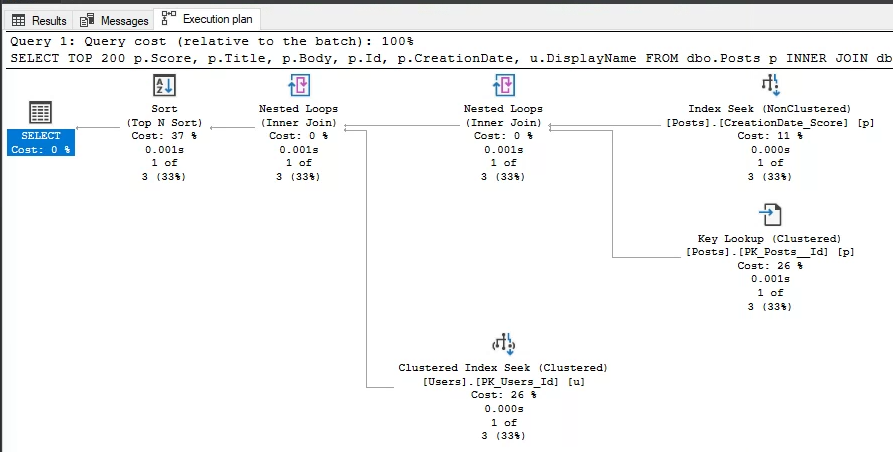 Results Messages Execution plan
Query 1: Query cost (relative to the batch): 100%
SELECT TOP 200 p.Score, p.Title, p.Body, p.Id, p.CreationDate, u.DisplayName FROM dbo.Posts p INNER JOIN db
SELECT
Cost: 0 %
Sort
(Top N Sort)
Cost: 37 %
0.001s
1 of
3 (33%)
Nested Loops
(Inner Join)
Cost: 0 %
0.001s
1 of
3 (33%)
Nested Loops
(Inner Join)
Cost: 0 %
0.001s
1 of
3 (33%)
Index Seek (NonClustered)
[Posts].[CreationDate_Score] [p]
Cost: 11 %
0.000s
1 of
3 (33%)
Key Lookup (Clustered)
[Posts].[PK_Posts__Id] [p]
Cost: 26 %
0.001s
1 of
3 (33%)
Clustered Index Seek (Clustered)
[Users].[PK_Users_Id] [u]
Cost: 26 %
0.000s
1 of
3 (33%)